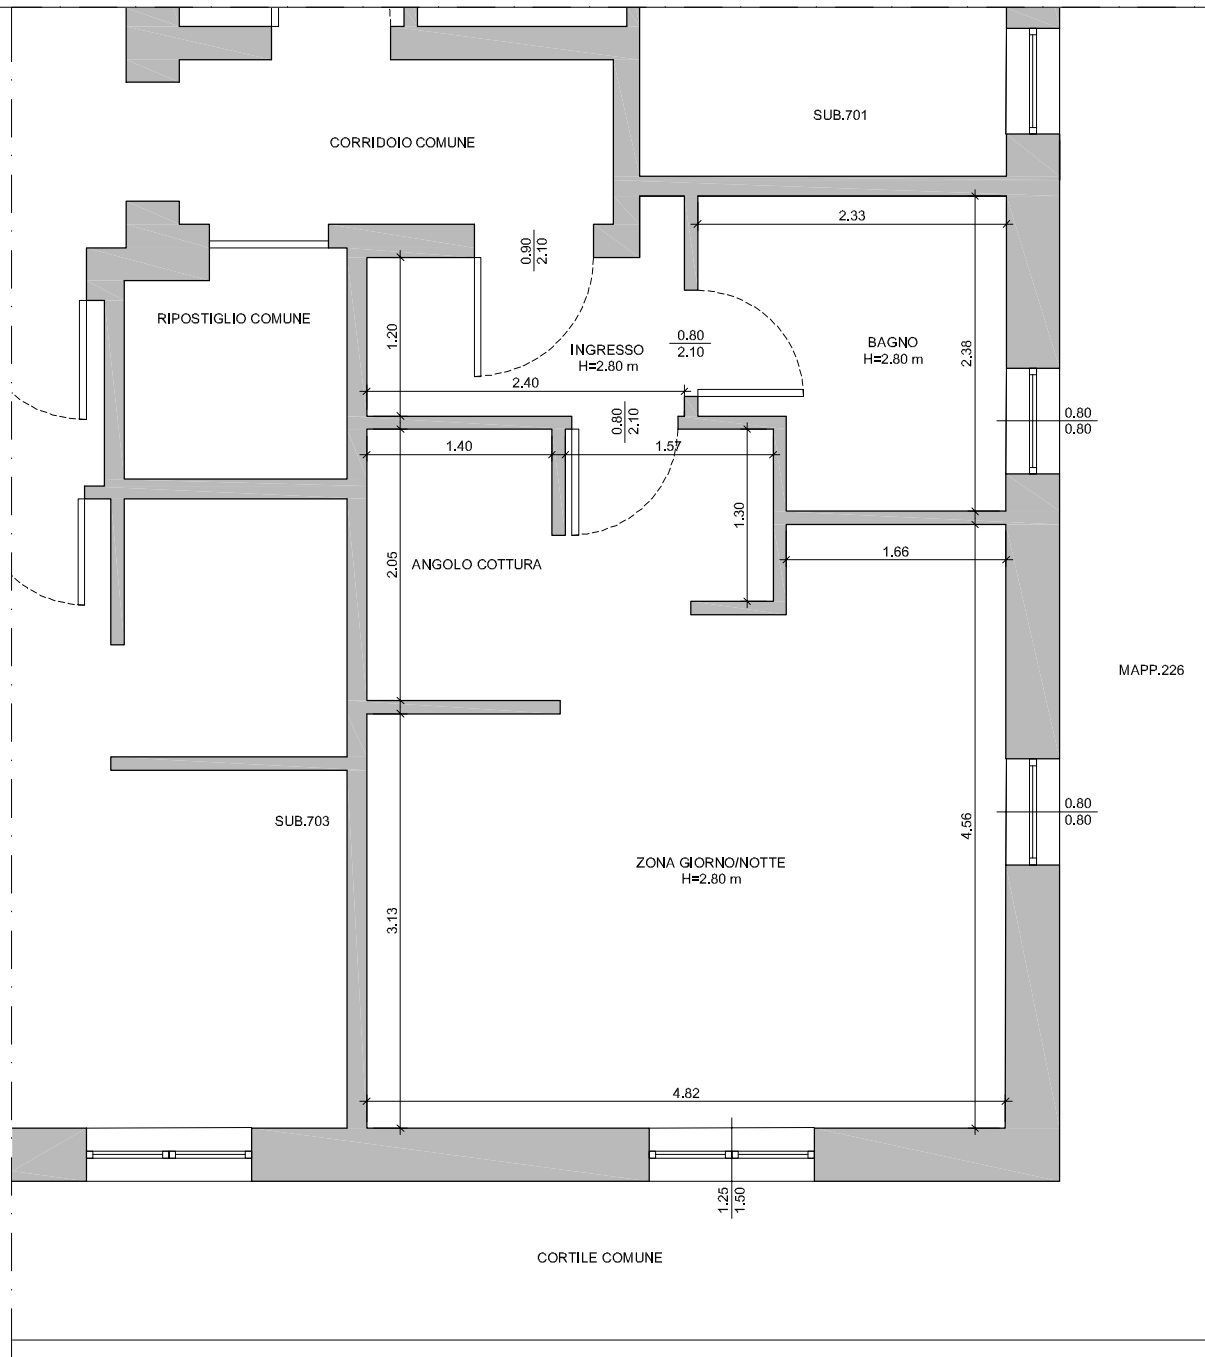 SUB.701
CORRIDOIO COMUNE
2.33
0.90
2.10
RIPOSTIGLIO COMUNE
1.20
INGRESSO
H=2.80 m
0.80
2.10
BAGNO
H=2.80 m
2.38
2.40
0.80
2.10
0.80
0.80
1.40
1.57
1.30
2.05
ANGOLO COTTURA
1.66
MAPP.226
SUB.703
0.80
0.80
4.56
ZONA GIORNO/NOTTE
H=2.80 m
3.13
4.82
1.25
1.50
CORTILE COMUNE